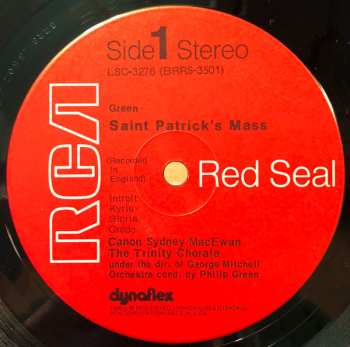 Side 1 Stereo
LSC-3276 (BRRS-3501)
Green
Saint Patrick's Mass
(Recorded
in
England)
RCA
Red Seal
Introit
Kyrie
Gloria
Credo
Canon Sydney MacEwan
The Trinity Chorale
under the dir. of George Mitchell
Orchestra cond. by Philip Green
dynaflex